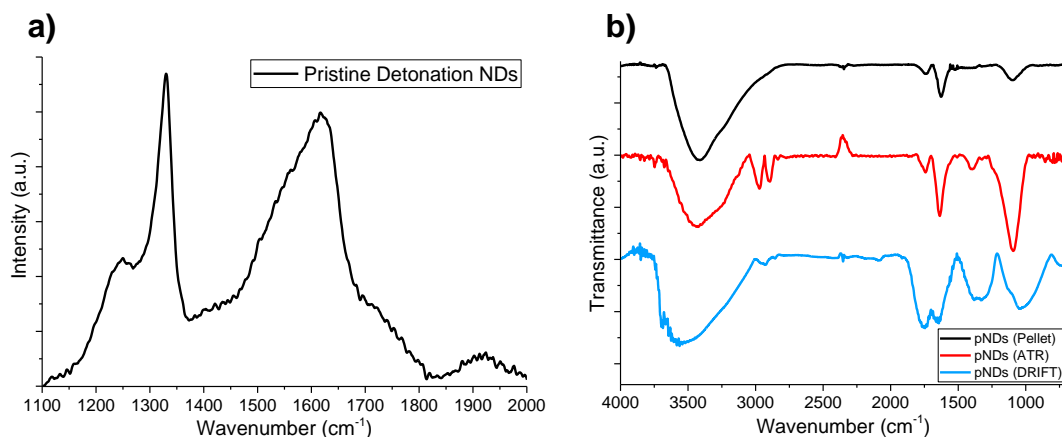 a)
Pristine Detonation NDs
Intensity (a.u.)
1100 1200 1300 1400 1500 1600 1700 1800 1900 2000
Wavenumber (cm⁻¹)
b)
Transmittance (a.u.)
pNDs (Pellet)
pNDs (ATR)
pNDs (DRIFT)
4000 3500 3000 2500 2000 1500 1000
Wavenumber (cm⁻¹)